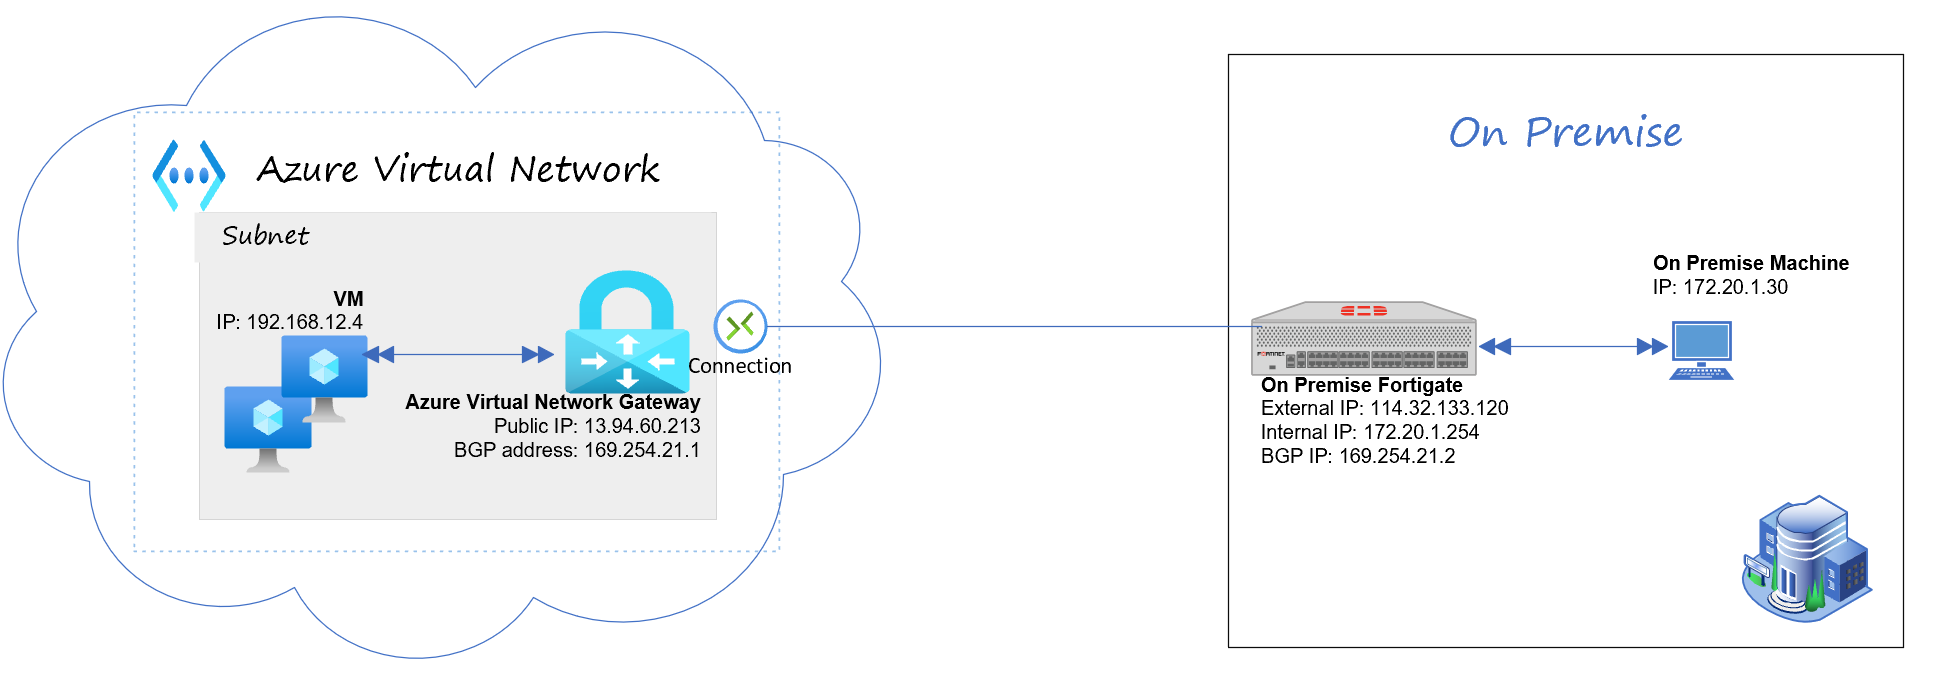 Azure Virtual Network
Subnet
VM
IP: 192.168.12.4
Connection
Azure Virtual Network Gateway
Public IP: 13.94.60.213
BGP address: 169.254.21.1
On Premise
On Premise Machine
IP: 172.20.1.30
FORTINET
On Premise Fortigate
External IP: 114.32.133.120
Internal IP: 172.20.1.254
BGP IP: 169.254.21.2